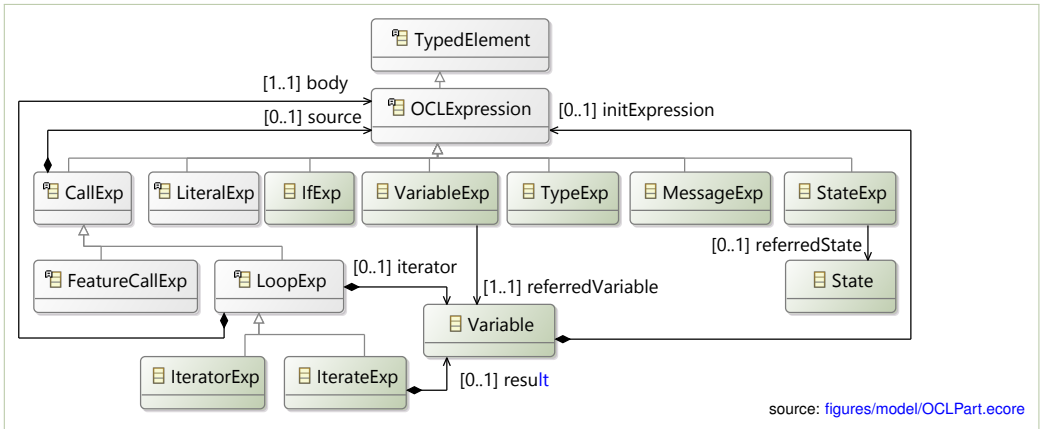 TypedElement
[1..1] body
OCLExpression
[0..1] initExpression
[0..1] source
CallExp
LiteralExp
IfExp
VariableExp
TypeExp
MessageExp
StateExp
[0..1] referredState
FeatureCallExp
LoopExp
[0..1] iterator
[1..1] referredVariable
State
Variable
IteratorExp
IterateExp
[0..1] result
source: figures/model/OCLPart.ecore